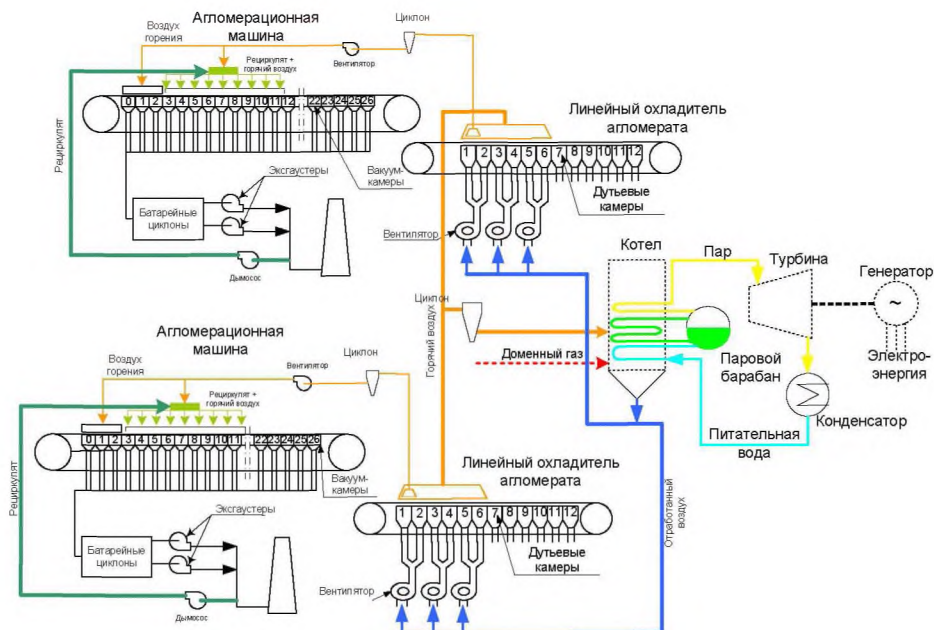 Агломерационная
машина
Воздух
горения
Циклон
Вентилятор
Рециркулят +
горячий воздух
0 1 2 3 4 5 6 7 8 9 10 11 12 22 23 24 25 26
Рециркулят
Эксгаустеры
Вакуум-
камеры
Батарейные
циклоны
Дымосос
Линейный охладитель
агломерата
1 2 3 4 5 6 7 8 9 10 11 12
Дутьевые
камеры
Вентилятор
Котел
Пар
Турбина
Генератор
~
Циклон
Горячий воздух
Доменный газ
Паровой
барабан
Электро-
энергия
Конденсатор
Питательная
вода
Отработанный
воздух
Агломерационная
машина
Воздух
горения
Циклон
Вентилятор
Рециркулят +
горячий воздух
0 1 2 3 4 5 6 7 8 9 10 11 22 23 24 25 26
Рециркулят
Вакуум-
камеры
Эксгаустеры
Батарейные
циклоны
Дымосос
Линейный охладитель
агломерата
1 2 3 4 5 6 7 8 9 10 11 12
Дутьевые
камеры
Вентилятор